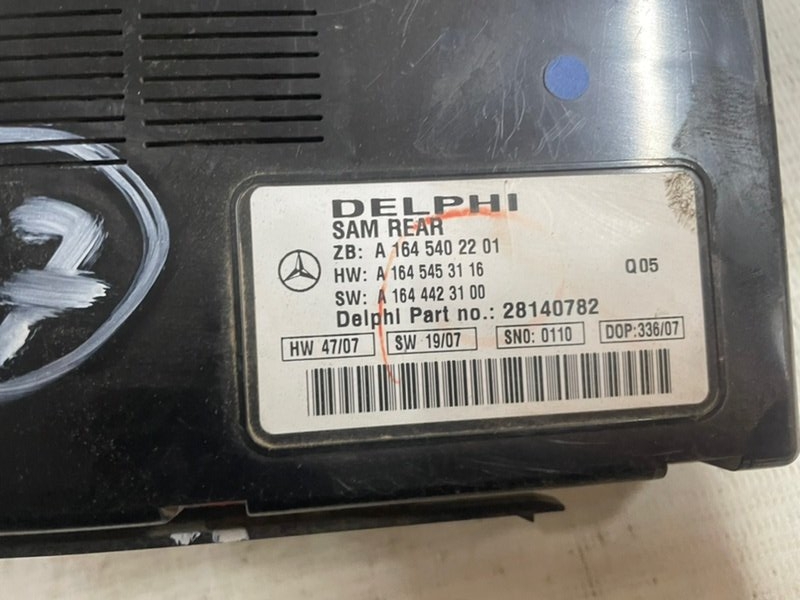 DELPHI
SAM REAR
ZB: A 164 540 22 01
HW: A 164 545 31 16
Q05
SW: A 164 442 31 00
Delphi Part no.: 28140782
HW 47/07 SW 19/07 SNO: 0110 DOP:336/07